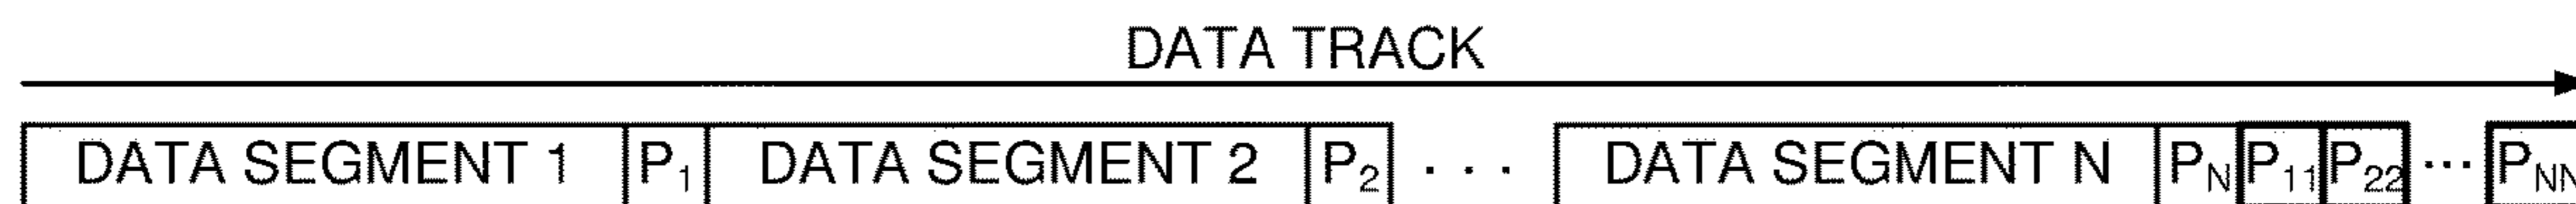 DATA TRACK
DATA SEGMENT 1 P1 DATA SEGMENT 2 P2 . . . DATA SEGMENT N PN P11 P22 ... PNN